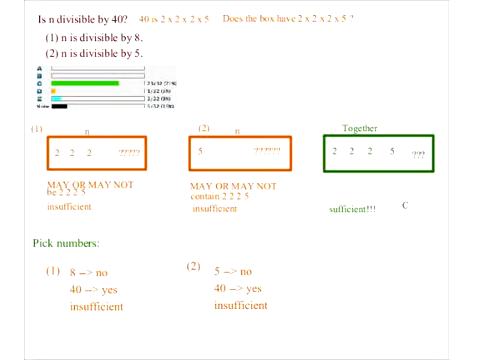 Is n divisible by 40? 40 is 2 x 2 x 2 x 5 Does the box have 2 x 2 x 2 x 5 ?
(1) n is divisible by 8.
(2) n is divisible by 5.
(1) n
2 2 2 ?????
MAY OR MAY NOT
be 2 2 2 5
insufficient
(2) n
5 ??????
MAY OR MAY NOT
contain 2 2 2 5
insufficient
Together
2 2 2 5 ???
sufficient!!! C
Pick numbers:
(1) 8 --> no
40 --> yes
insufficient
(2) 5 --> no
40 --> yes
insufficient